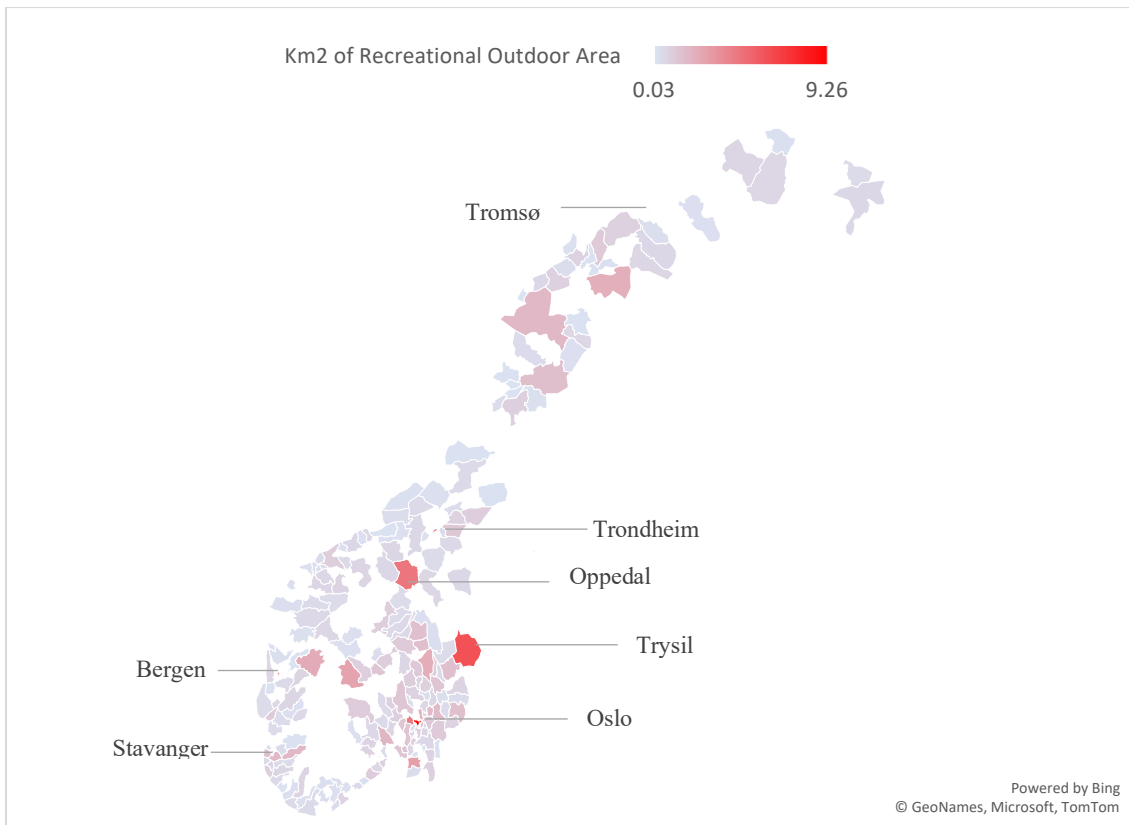 Km2 of Recreational Outdoor Area
0.03 9.26
Tromsø
Trondheim
Oppedal
Trysil
Bergen
Oslo
Stavanger
Powered by Bing
© GeoNames, Microsoft, TomTom